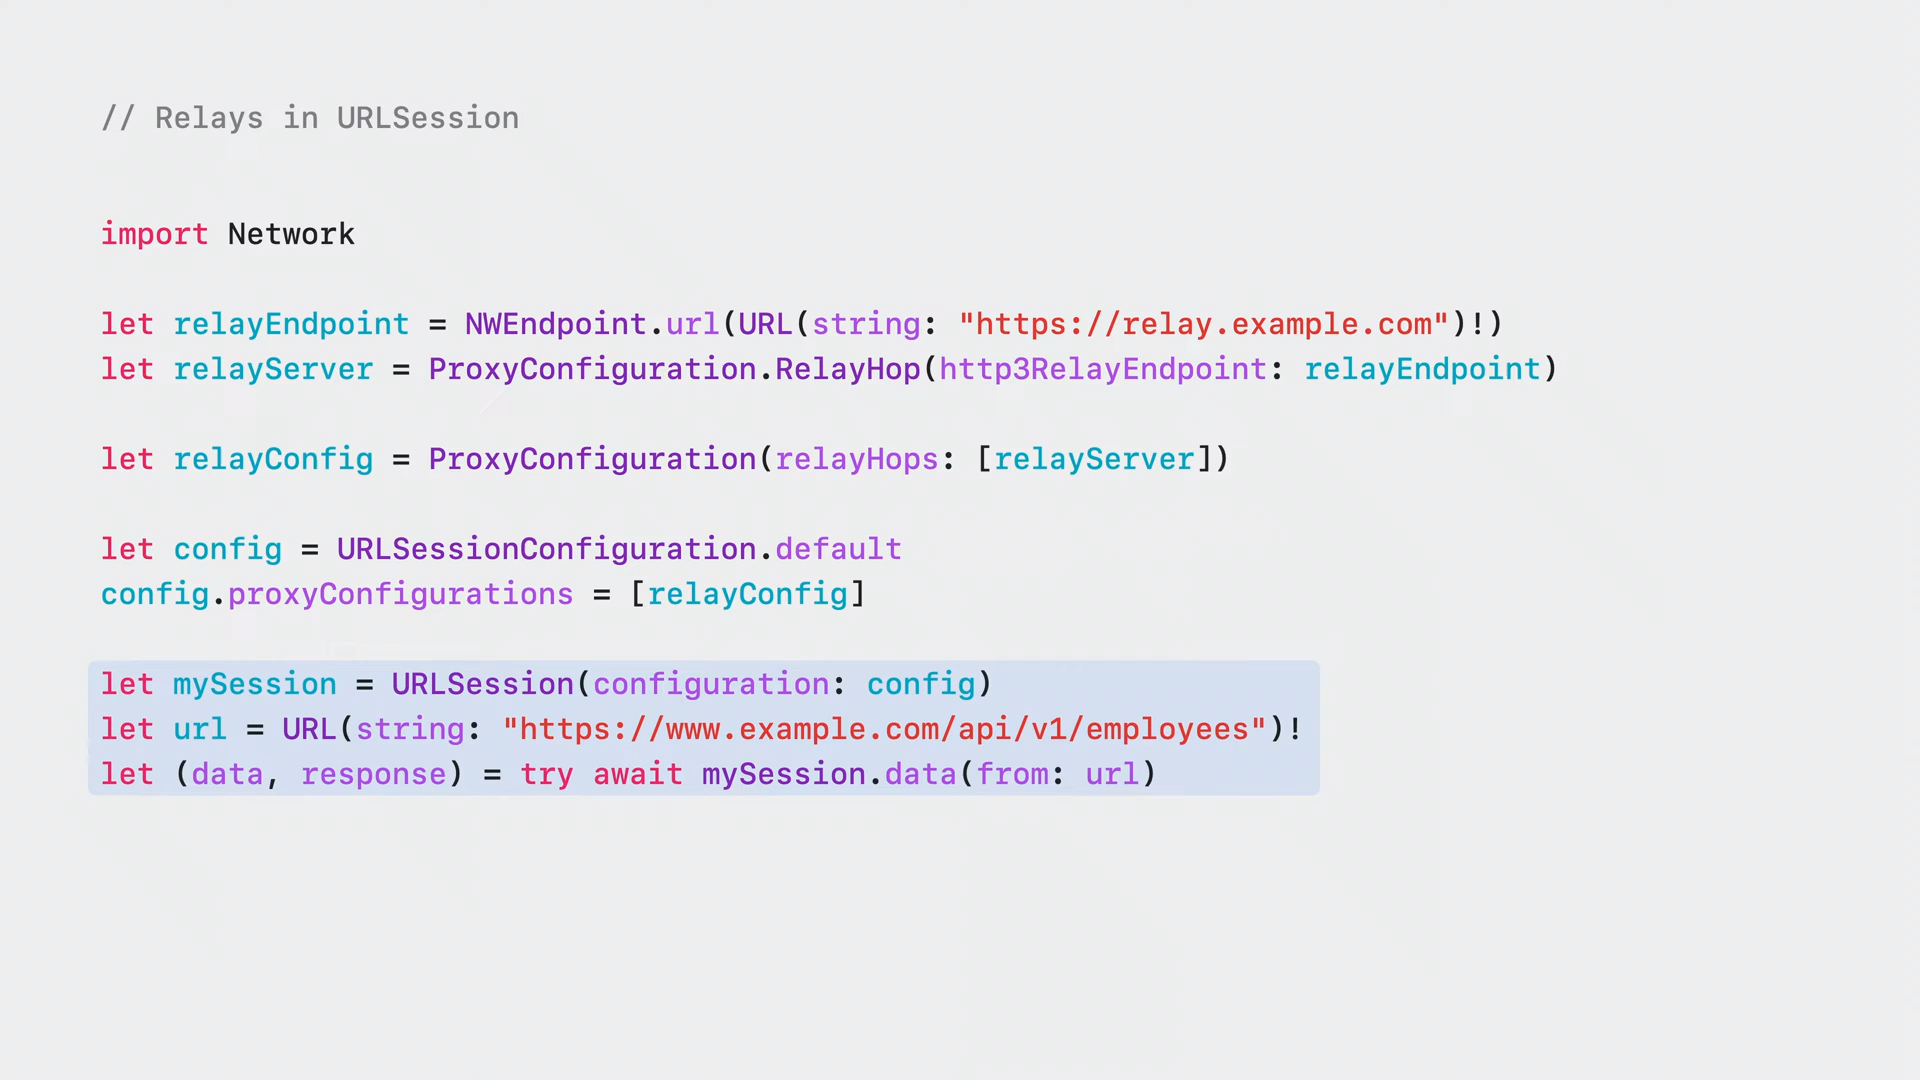 // Relays in URLSession
import Network
let relayEndpoint = NWEndpoint.url(URL(string: "https://relay.example.com")!)
let relayServer = ProxyConfiguration.RelayHop(http3RelayEndpoint: relayEndpoint)
let relayConfig = ProxyConfiguration(relayHops: [relayServer])
let config = URLSessionConfiguration.default
config.proxyConfigurations = [relayConfig]
let mySession = URLSession(configuration: config)
let url = URL(string: "https://www.example.com/api/v1/employees")!
let (data, response) = try await mySession.data(from: url)